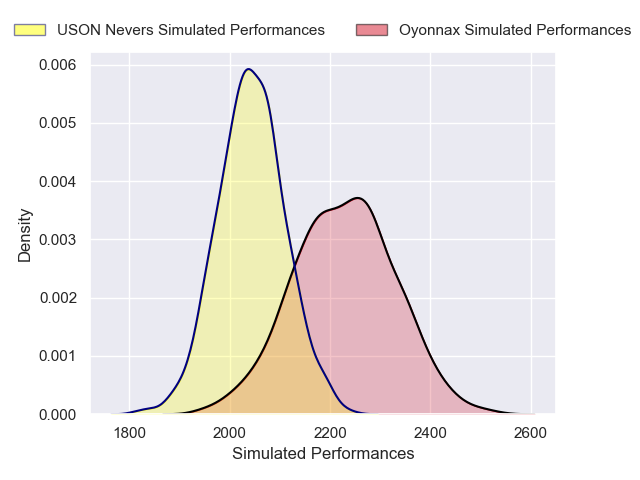 USON Nevers Simulated Performances
Oyonnax Simulated Performances
0.006
0.005
0.004
0.003
0.002
0.001
0.000
Density
1800 2000 2200 2400 2600
Simulated Performances